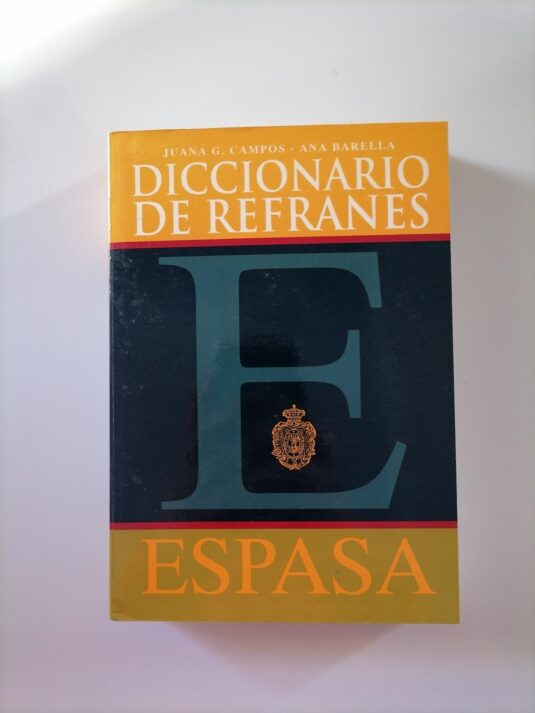 JUANA G. CAMPOS - ANA BARELLA
DICCIONARIO
DE REFRANES
E
ESPASA